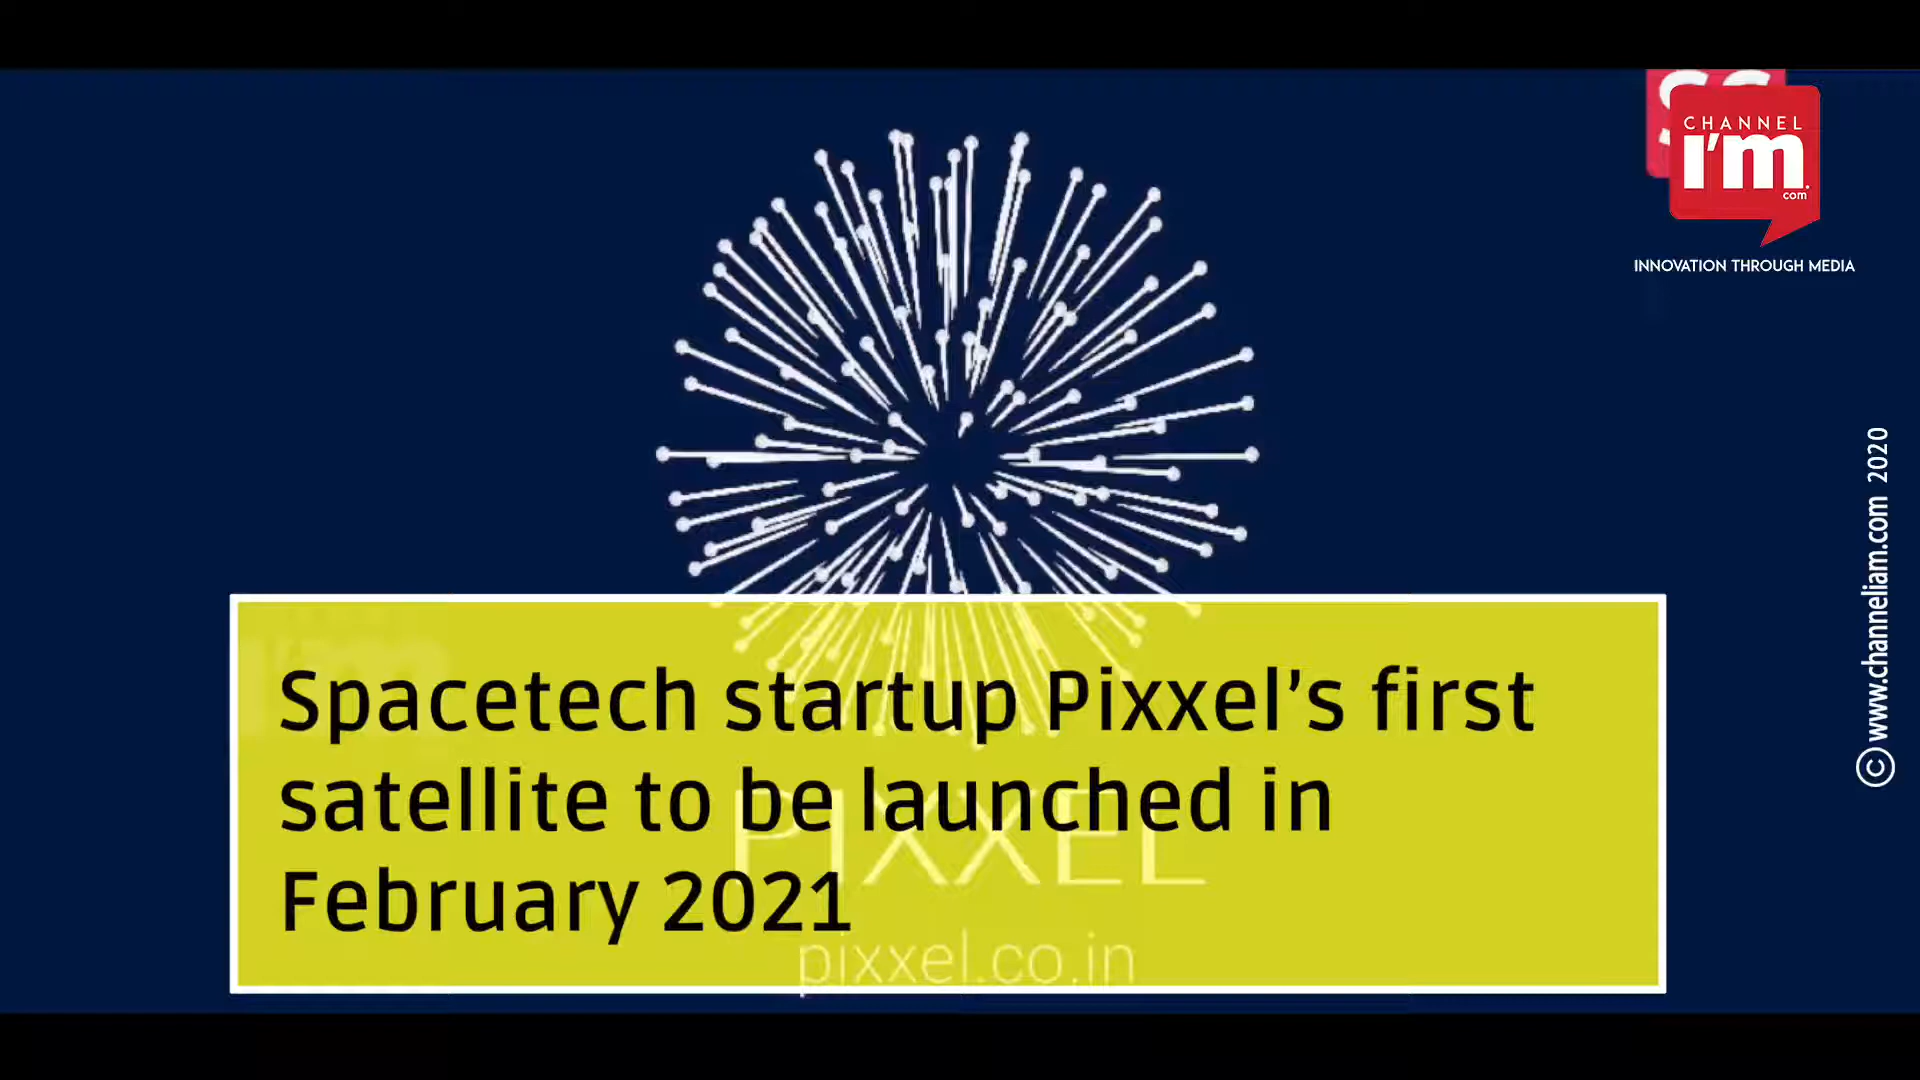 CHANNEL
I'm
.com
INNOVATION THROUGH MEDIA
© www.channeliam.com 2020
Spacetech startup Pixxel’s first
satellite to be launched in
February 2021
PIXXEL
pixxel.co.in